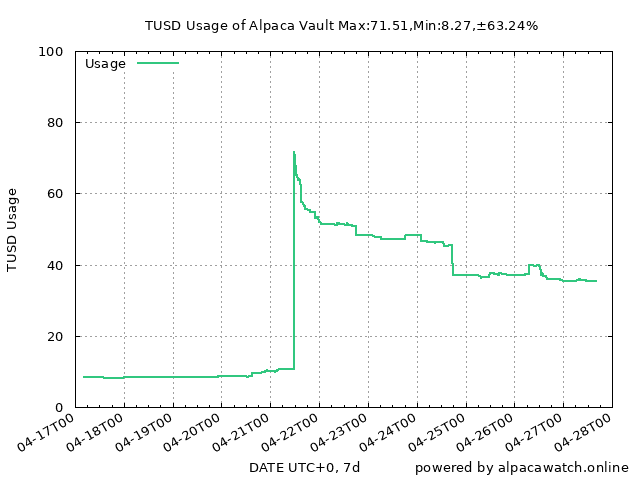 TUSD Usage of Alpaca Vault Max:71.51,Min:8.27,±63.24%
100
80
60
40
20
0
Usage
TUSD Usage
04-17T00
04-18T00
04-19T00
04-20T00
04-21T00
04-22T00
04-23T00
04-24T00
04-25T00
04-26T00
04-27T00
04-28T00
DATE UTC+0, 7d
powered by alpacawatch.online